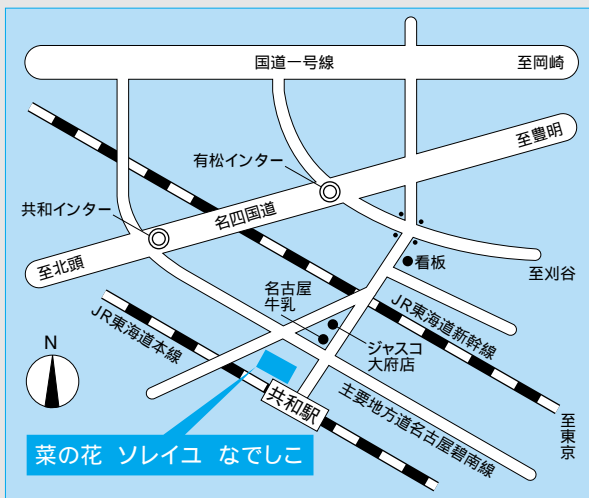 国道一号線
至岡崎
至豊明
有松インター
共和インター
名四国道
至北頭
看板
至刈谷
名古屋
牛乳
JR東海道新幹線
JR東海道本線
ジャスコ
大府店
N
共和駅
主要地方道名古屋碧南線
至東京
菜の花 ソレイユ なでしこ